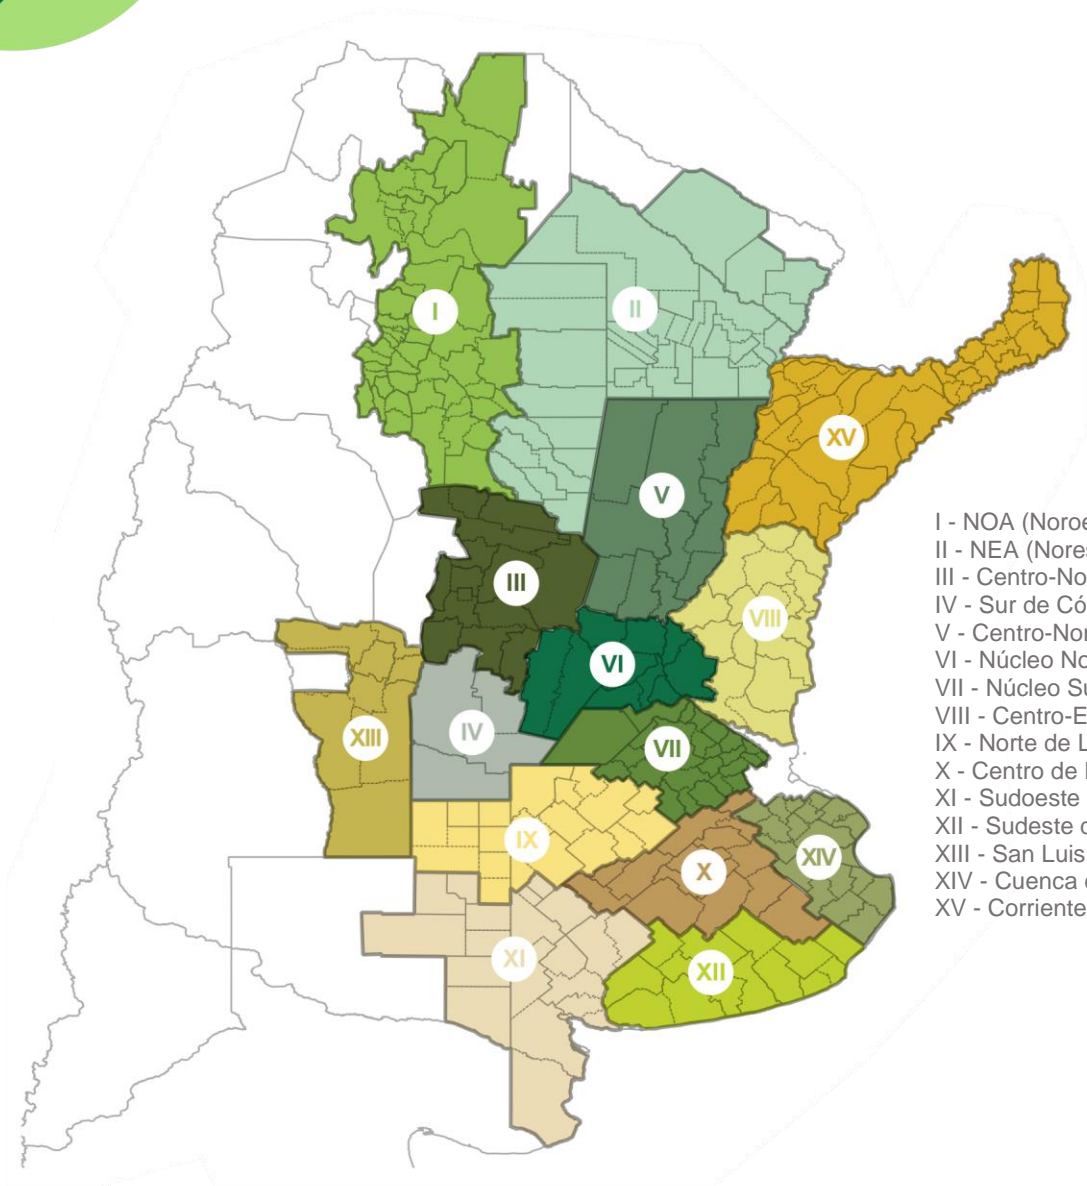 I
II
XV
V
III
VIII
VI
XIII
IV
VII
IX
XIV
X
XI
XII
I - NOA (Noroe
II - NEA (Nores
III - Centro-No
IV - Sur de Có
V - Centro-Nor
VI - Núcleo No
VII - Núcleo Su
VIII - Centro-E
IX - Norte de L
X - Centro de
XI - Sudoeste
XII - Sudeste
XIII - San Luis
XIV - Cuenca
XV - Corriente